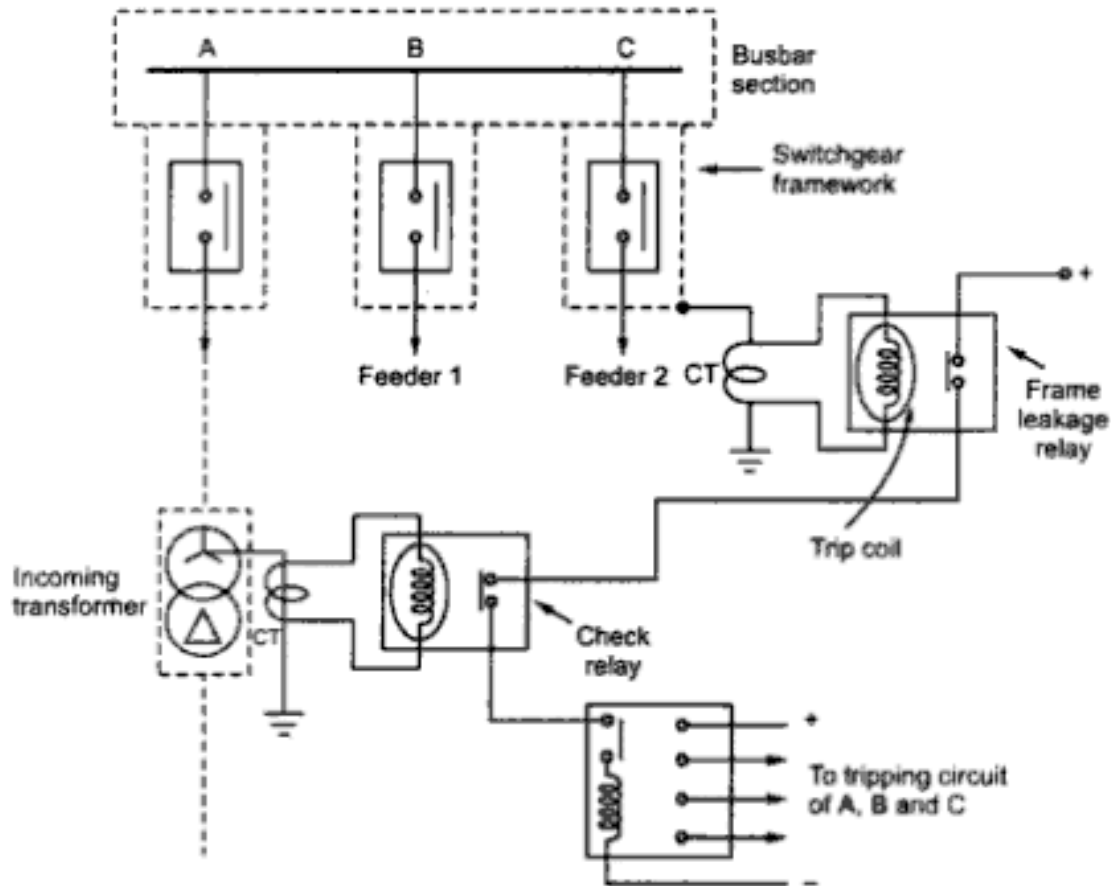 A
B
C
Busbar
section
Switchgear
framework
+
Feeder 1
Feeder 2
CT
Frame
leakage
relay
Trip coil
Incoming
transformer
CT
Check
relay
+
To tripping circuit
of A, B and C
–